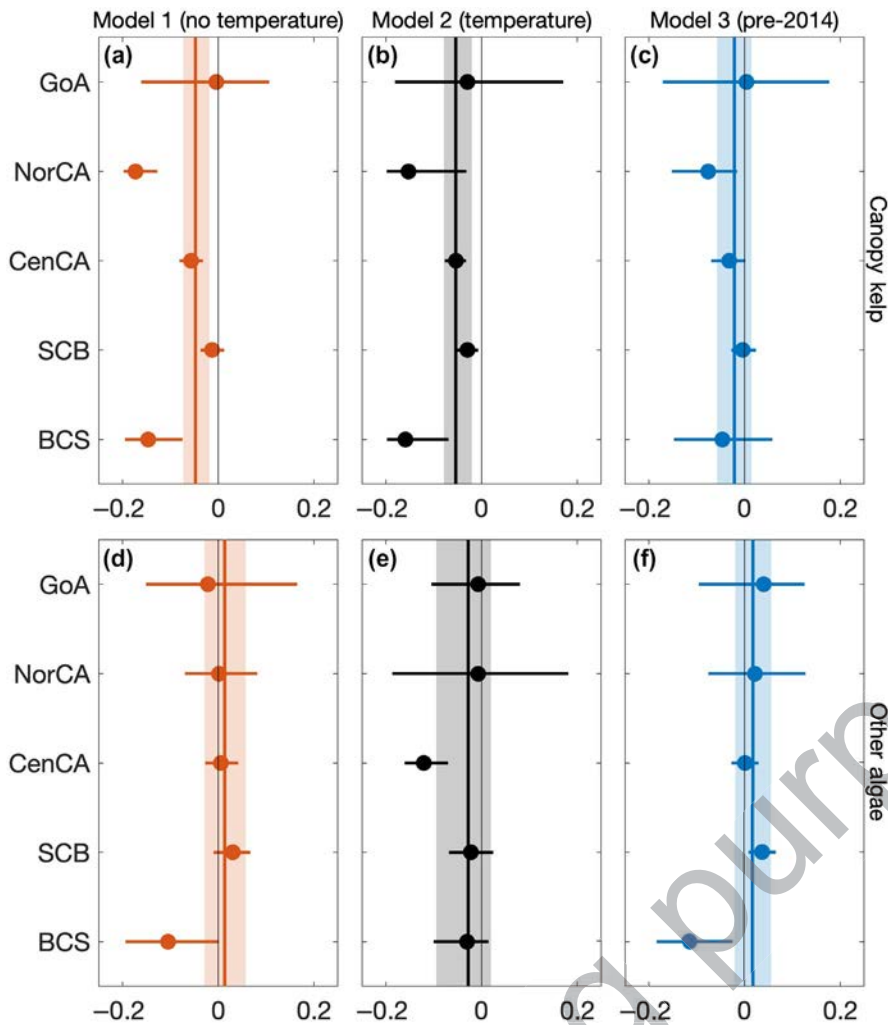 Model 1 (no temperature) Model 2 (temperature) Model 3 (pre-2014)
(a) (b) (c)
GoA
NorCA
CenCA
SCB
BCS
Canopy kelp
−0.2 0 0.2 −0.2 0 0.2 −0.2 0 0.2
(d) (e) (f)
GoA
NorCA
CenCA
SCB
BCS
Other algae
−0.2 0 0.2 −0.2 0 0.2 −0.2 0 0.2